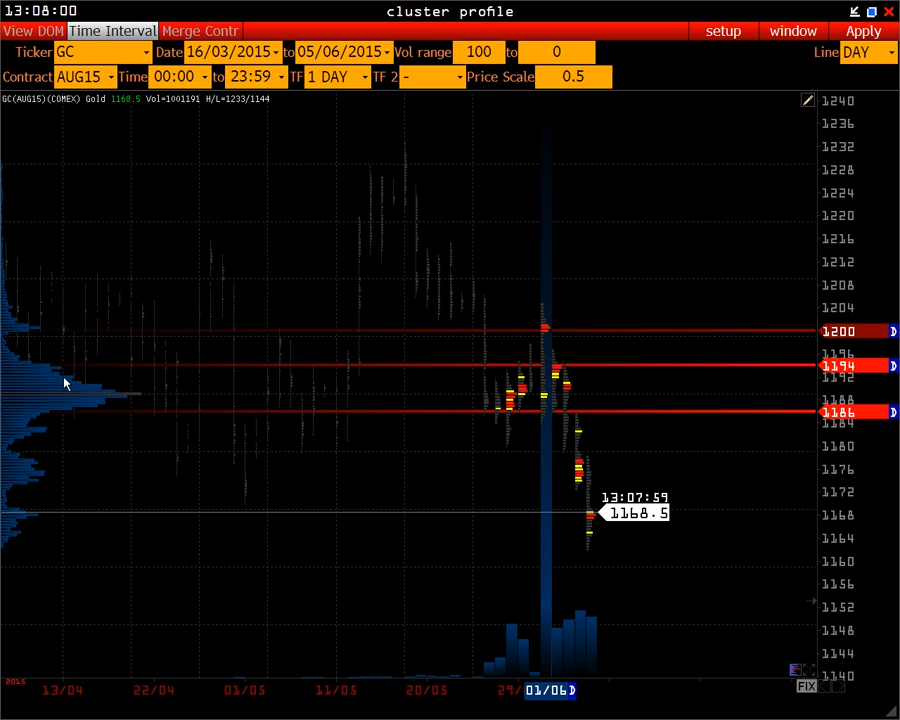 13:08:00 cluster profile
View DOM Time Interval Merge Contr setup window Apply
Ticker GC Date 16/03/2015 to 05/06/2015 Vol range 100 to 0 Line DAY
Contract AUG15 Time 00:00 to 23:59 TF 1 DAY TF 2 - Price Scale 0.5
GC(AUG15)(COMEX) Gold 1168.5 Vol=1001191 H/L=1233/1144
1240
1236
1232
1228
1224
1220
1216
1212
1208
1204
1200 D
1196
1194 D
1192
1188
1186 D
1184
1180
1176
1172
13:07:59
1168.5
1168
1164
1160
1156
1152
1148
1144
1140
2015
13/04 22/04 01/05 11/05 20/05 29/ 01/06 D
FIX